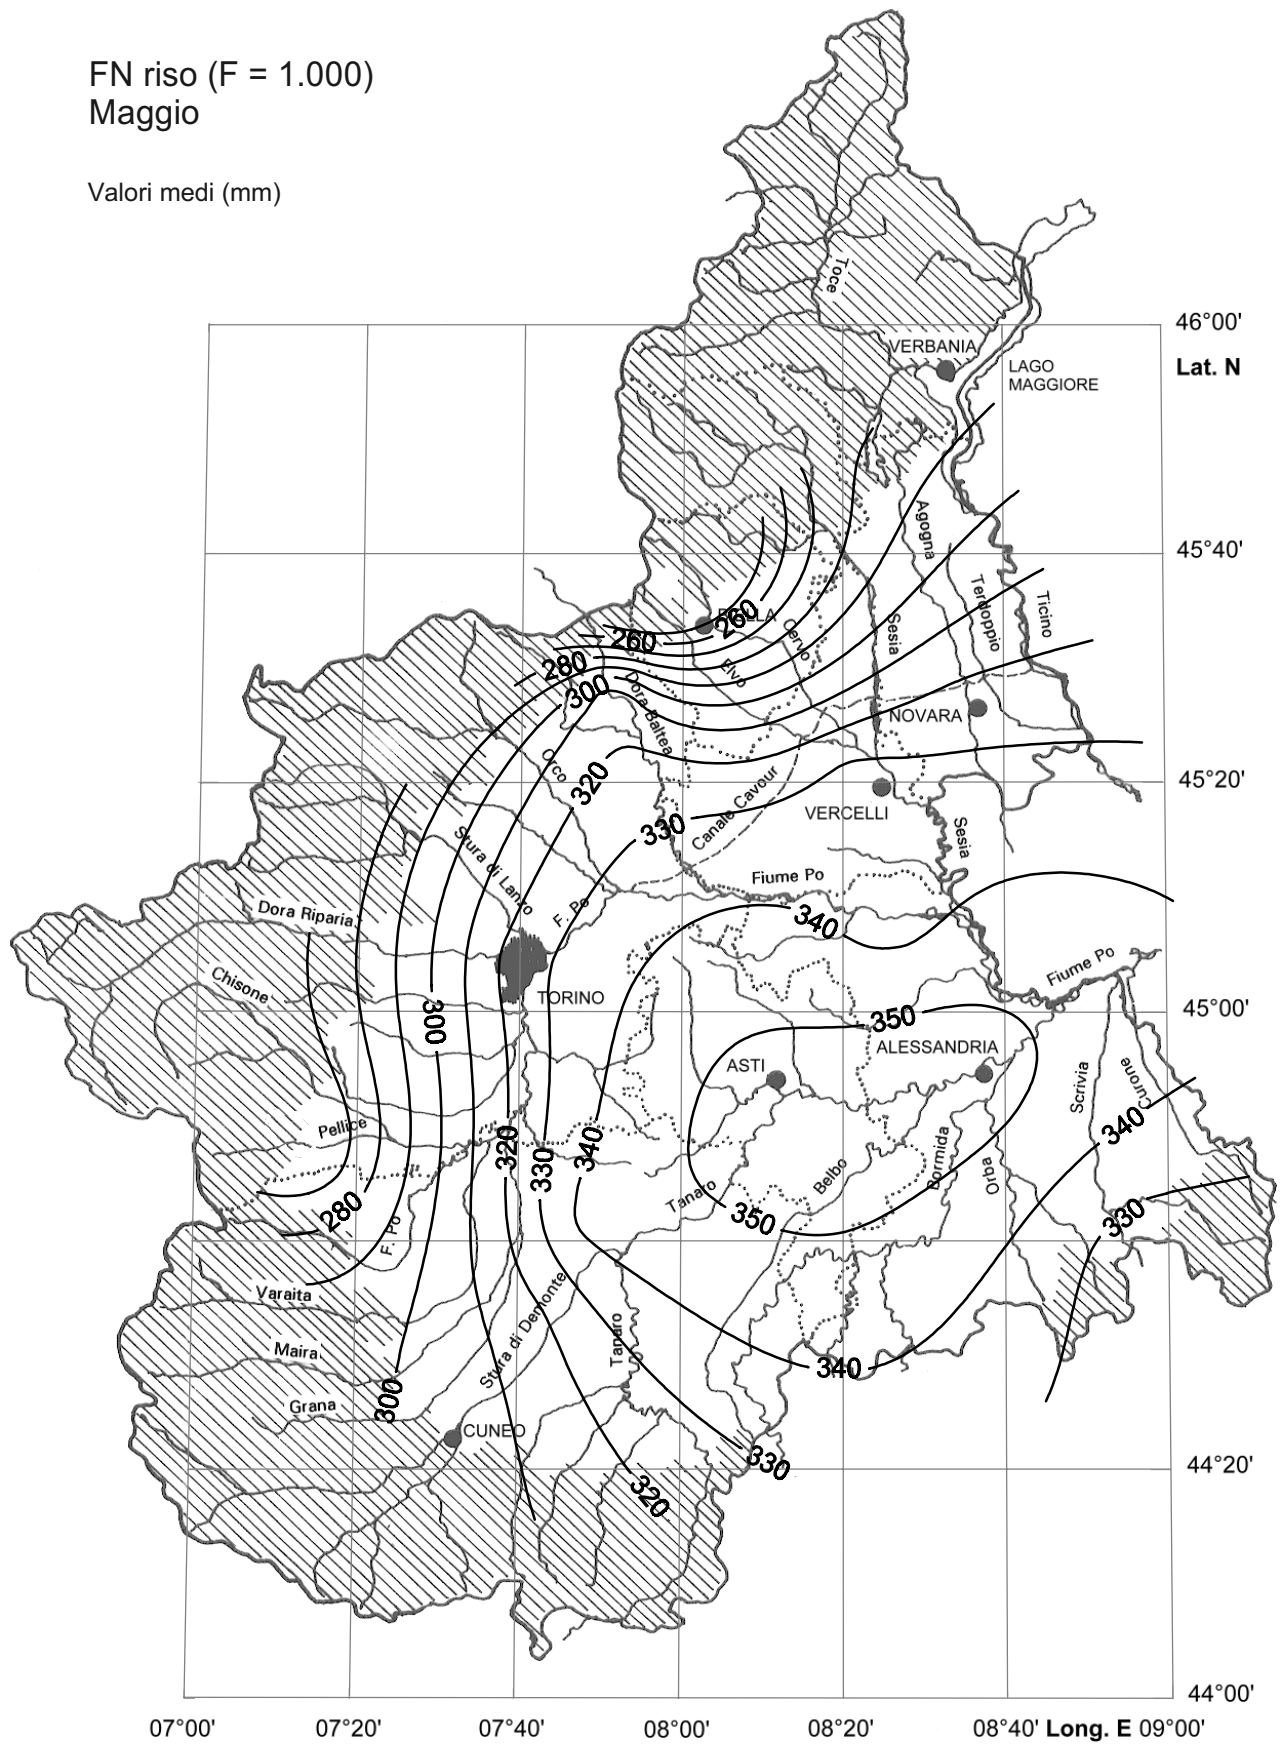 FN riso (F = 1.000)
Maggio
Valori medi (mm)
Toce
46°00'
VERBANIA
Lat. N
LAGO
MAGGIORE
Agogna
45°40'
Terdoppio
Ticino
260
260
Cervo
Sesia
280
Elvo
300
Dora Baltea
NOVARA
Orco
320
45°20'
Canale Cavour
VERCELLI
330
Stura di Lanzo
Sesia
Fiume Po
F. Po
Dora Riparia
340
Fiume Po
Chisone
TORINO
300
350
45°00'
ALESSANDRIA
ASTI
Scrivia
Curone
340
Pellice
320
330
340
Belbo
Bormida
Orba
Tanaro
280
350
330
F. Po
Varaita
Stura di Demonte
Tanaro
Maira
340
300
Grana
CUNEO
330
320
44°20'
44°00'
07°00'
07°20'
07°40'
08°00'
08°20'
08°40'
Long. E
09°00'